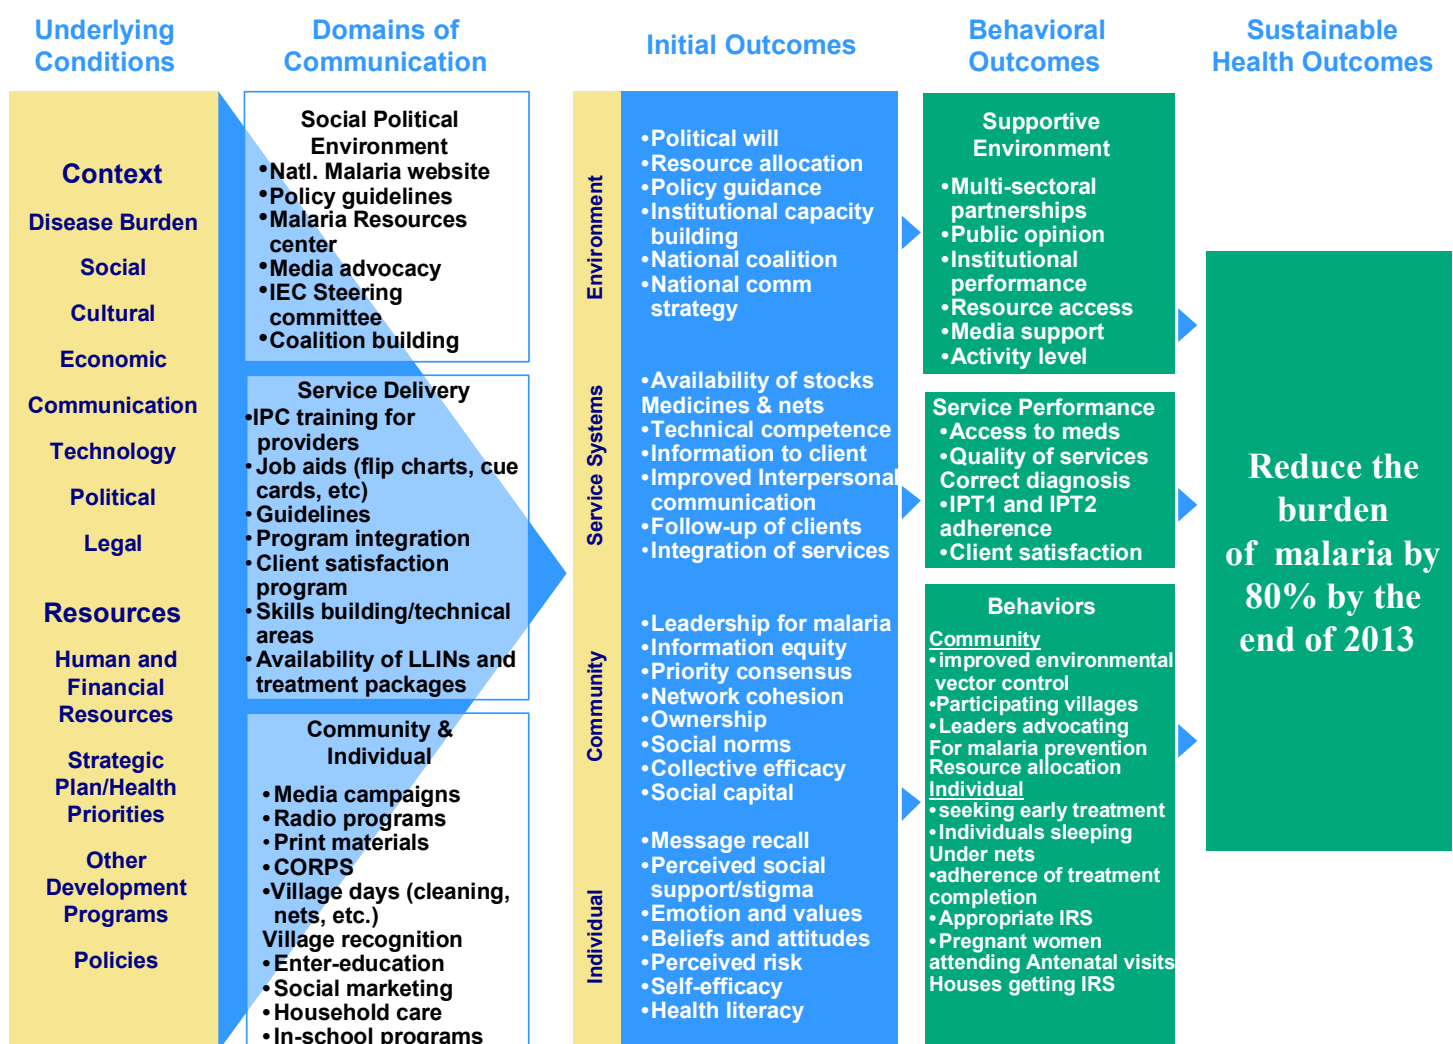 Underlying
Conditions
Domains of
Communication
Initial Outcomes
Behavioral
Outcomes
Sustainable
Health Outcomes
Context
Disease Burden
Social
Cultural
Economic
Communication
Technology
Political
Legal
Resources
Human and
Financial
Resources
Strategic
Plan/Health
Priorities
Other
Development
Programs
Policies
Social Political
Environment
•Natl. Malaria website
•Policy guidelines
•Malaria Resources
center
•Media advocacy
•IEC Steering
committee
•Coalition building
Service Delivery
•IPC training for
providers
•Job aids (flip charts, cue
cards, etc)
•Guidelines
•Program integration
•Client satisfaction
program
•Skills building/technical
areas
•Availability of LLINs and
treatment packages
Community &
Individual
•Media campaigns
•Radio programs
•Print materials
•CORPS
•Village days (cleaning,
nets, etc.)
Village recognition
•Enter-education
•Social marketing
•Household care
•In-school programs
Environment
•Political will
•Resource allocation
•Policy guidance
•Institutional capacity
building
•National coalition
•National comm
strategy
Service Systems
•Availability of stocks
Medicines & nets
•Technical competence
•Information to client
•Improved Interpersonal
communication
•Follow-up of clients
•Integration of services
Community
•Leadership for malaria
•Information equity
•Priority consensus
•Network cohesion
•Ownership
•Social norms
•Collective efficacy
•Social capital
Individual
•Message recall
•Perceived social
support/stigma
•Emotion and values
•Beliefs and attitudes
•Perceived risk
•Self-efficacy
•Health literacy
Supportive
Environment
•Multi-sectoral
partnerships
•Public opinion
•Institutional
performance
•Resource access
•Media support
•Activity level
Service Performance
•Access to meds
•Quality of services
Correct diagnosis
•IPT1 and IPT2
adherence
•Client satisfaction
Behaviors
Community
•improved environmental
vector control
•Participating villages
•Leaders advocating
For malaria prevention
Resource allocation
Individual
•seeking early treatment
•Individuals sleeping
Under nets
•adherence of treatment
completion
•Appropriate IRS
•Pregnant women
attending Antenatal visits
Houses getting IRS
Reduce the
burden
of malaria by
80% by the
end of 2013